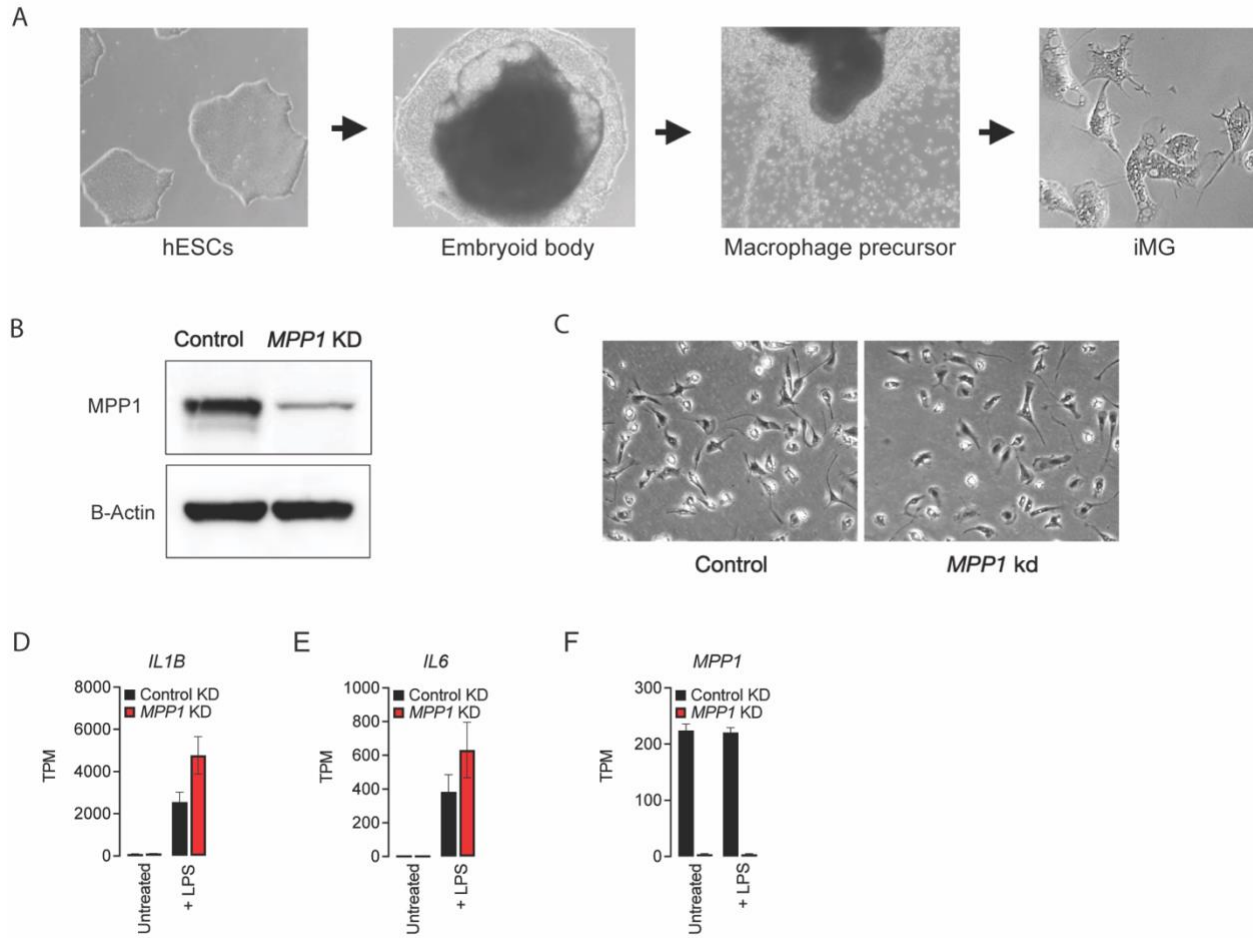 A
hESCs
Embryoid body
Macrophage precursor
iMG
B
Control MPP1 KD
MPP1
B-Actin
C
Control
MPP1 kd
D
IL1B
Control KD
MPP1 KD
TPM
8000
6000
4000
2000
0
Untreated
+ LPS
E
IL6
Control KD
MPP1 KD
TPM
1000
800
600
400
200
0
Untreated
+ LPS
F
MPP1
Control KD
MPP1 KD
TPM
300
200
100
0
Untreated
+ LPS